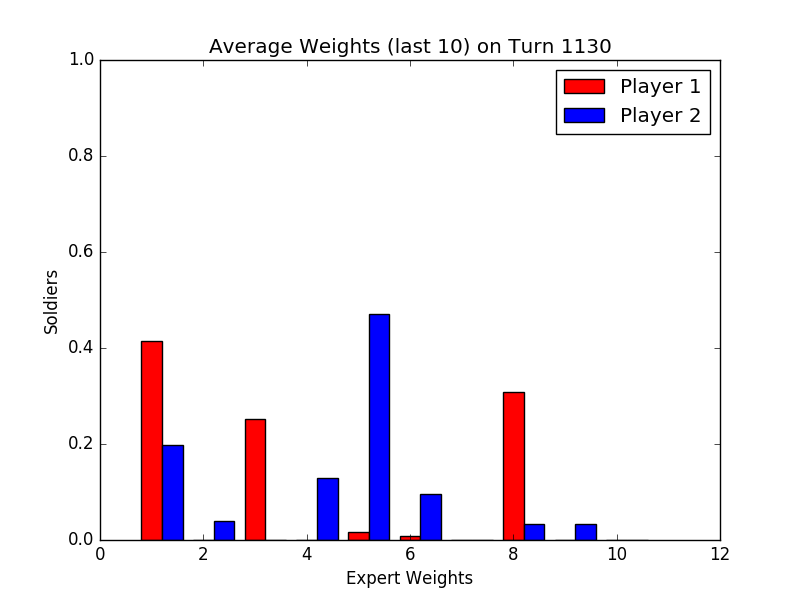 Average Weights (last 10) on Turn 1130
1.0
0.8
0.6
0.4
0.2
0.0
Soldiers
Player 1
Player 2
0 2 4 6 8 10 12
Expert Weights